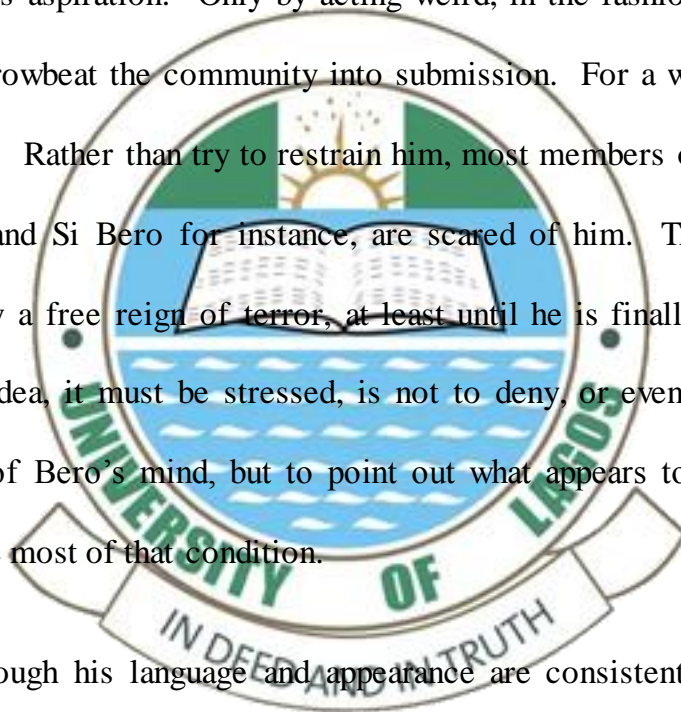 aspiration. Only by acting weird, in the fashio
rowbeat the community into submission. For a w
Rather than try to restrain him, most members
and Si Bero for instance, are scared of him. T
a free reign of terror, at least until he is finall
dea, it must be stressed, is not to deny, or even
of Bero's mind, but to point out what appears to
most of that condition.
ough his language and appearance are consistent
UNIVERSITY OF LAGOS
IN DEED AND IN TRUTH